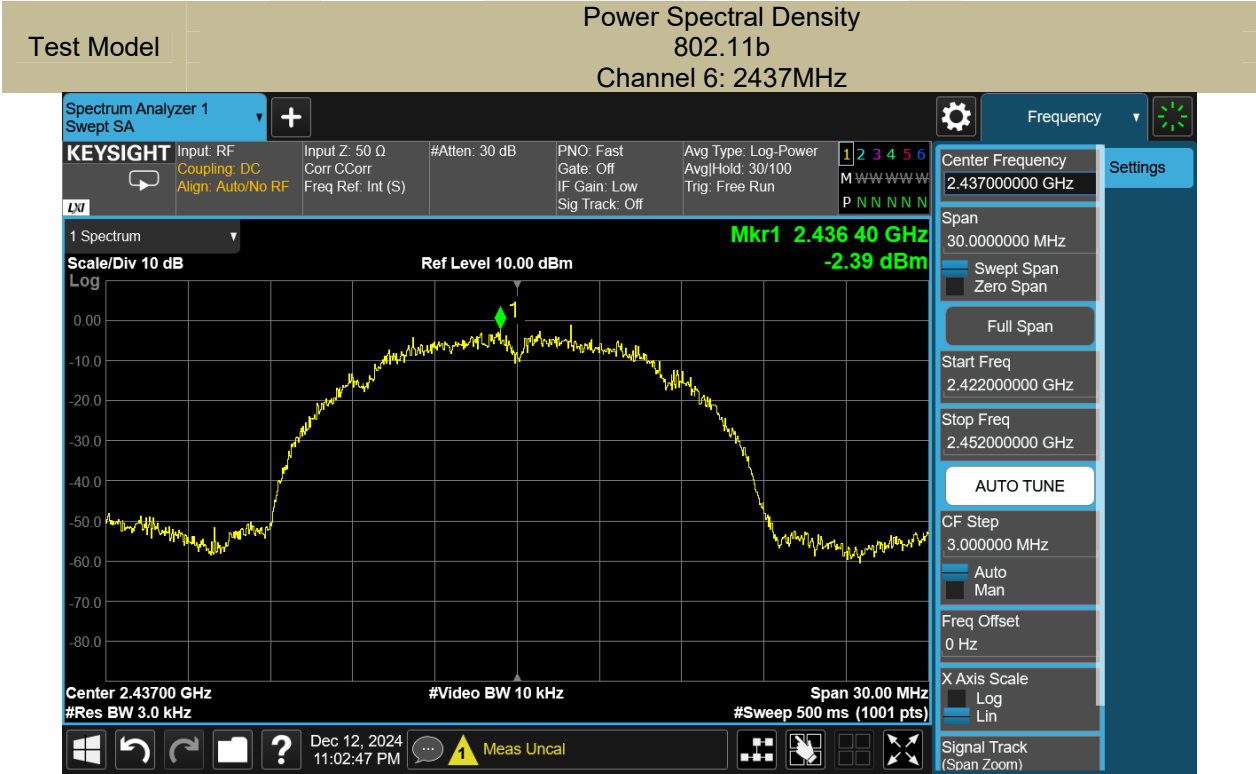 Test Model
Power Spectral Density
802.11b
Channel 6: 2437MHz
Spectrum Analyzer 1
Swept SA
Frequency
KEYSIGHT
LXI
Input: RF
Coupling: DC
Align: Auto/No RF
Input Z: 50 Ω
Corr CCorr
Freq Ref: Int (S)
#Atten: 30 dB
PNO: Fast
Gate: Off
IF Gain: Low
Sig Track: Off
Avg Type: Log-Power
Avg|Hold: 30/100
Trig: Free Run
1 2 3 4 5 6
M W W W W W
P N N N N N
1 Spectrum
Mkr1 2.436 40 GHz
-2.39 dBm
Scale/Div 10 dB
Ref Level 10.00 dBm
Log
1
0.00
-10.0
-20.0
-30.0
-40.0
-50.0
-60.0
-70.0
-80.0
Center 2.43700 GHz
#Video BW 10 kHz
Span 30.00 MHz
#Res BW 3.0 kHz
#Sweep 500 ms (1001 pts)
Dec 12, 2024
11:02:47 PM
1
Meas Uncal
Center Frequency
2.437000000 GHz
Settings
Span
30.0000000 MHz
Swept Span
Zero Span
Full Span
Start Freq
2.422000000 GHz
Stop Freq
2.452000000 GHz
AUTO TUNE
CF Step
3.000000 MHz
Auto
Man
Freq Offset
0 Hz
X Axis Scale
Log
Lin
Signal Track
(Span Zoom)